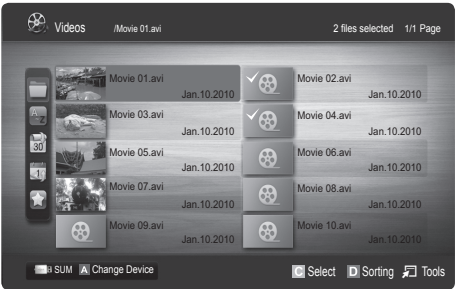 Videos /Movie 01.avi 2 files selected 1/1 Page
Movie 01.avi Movie 02.avi
Jan.10.2010 Jan.10.2010
Movie 03.avi Movie 04.avi
Jan.10.2010 Jan.10.2010
Movie 05.avi Movie 06.avi
Jan.10.2010 Jan.10.2010
Movie 07.avi Movie 08.avi
Jan.10.2010 Jan.10.2010
Movie 09.avi Movie 10.avi
Jan.10.2010 Jan.10.2010
A
Z
30
1
a SUM A Change Device C Select D Sorting Tools